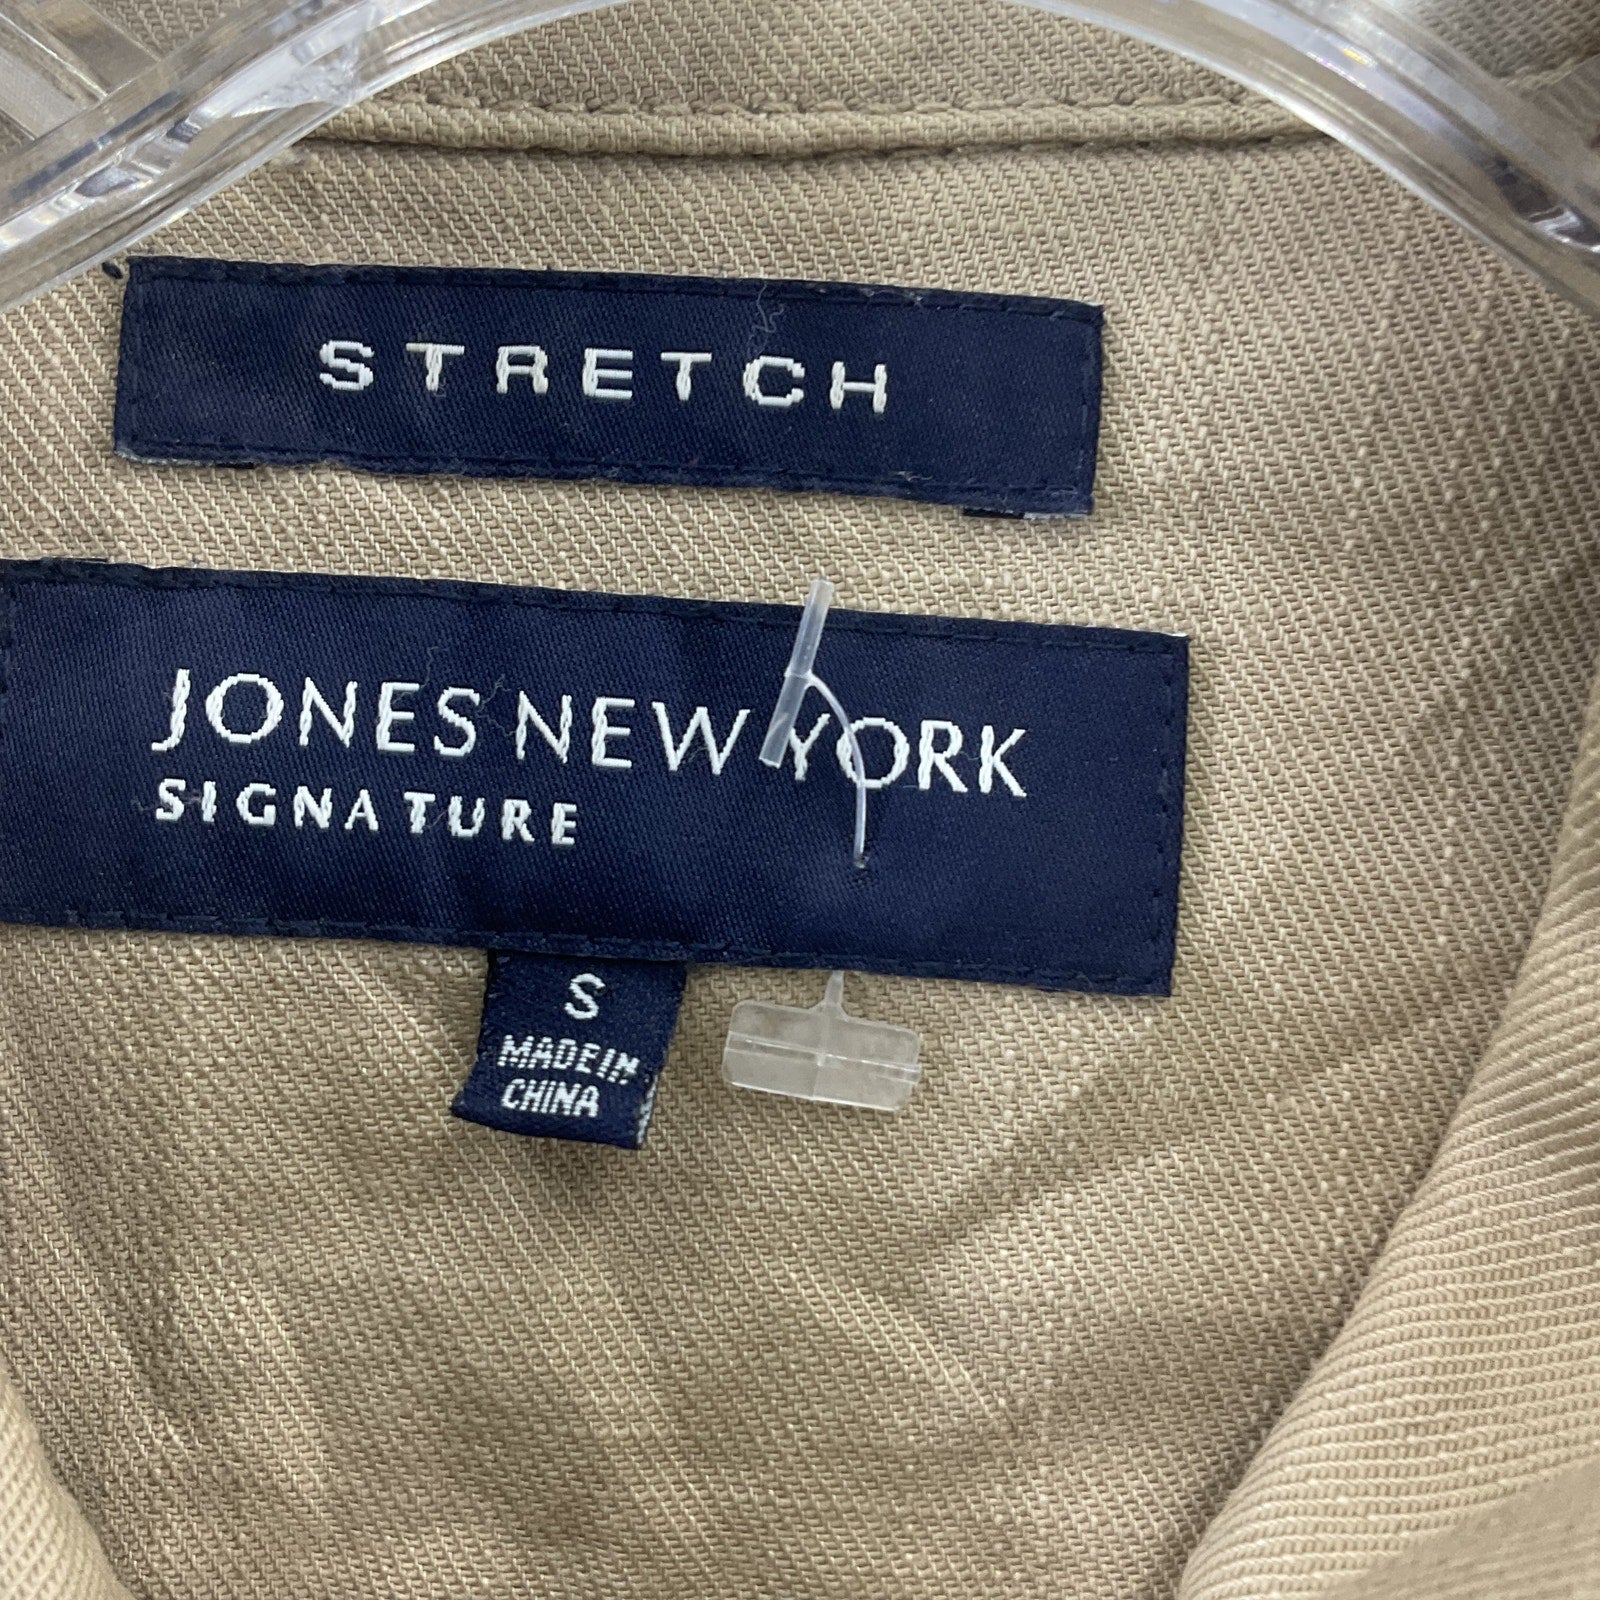 STRETCH
JONES NEW YORK
SIGNATURE
S
MADE IN
CHINA